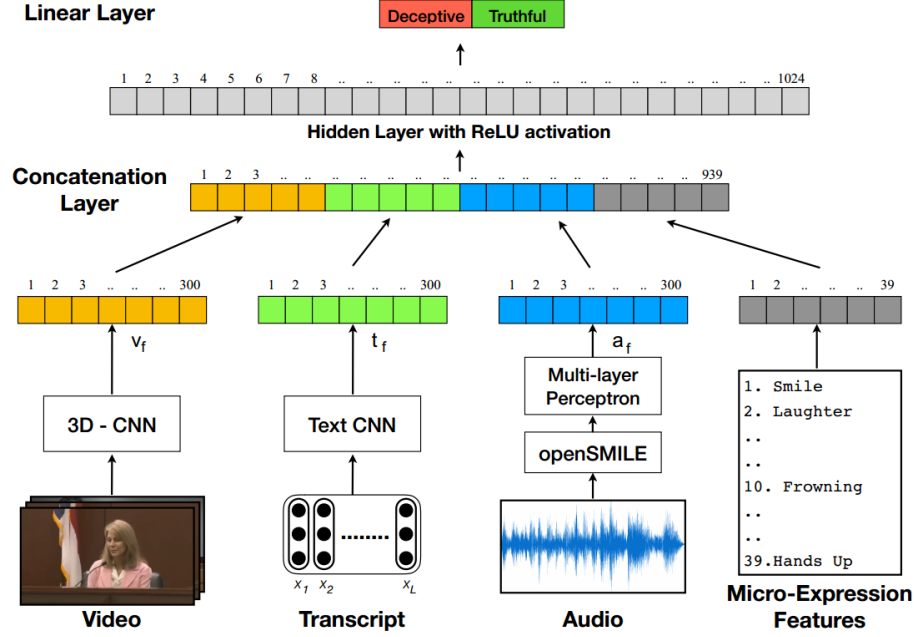 Linear Layer
Deceptive Truthful
1 2 3 4 5 6 7 8 .. .. .. .. .. .. .. .. .. .. .. .. .. .. .. .. 1024
Hidden Layer with ReLU activation
Concatenation
Layer
1 2 3 .. .. .. .. .. .. .. .. .. .. .. .. .. .. .. .. 939
1 2 3 .. .. .. 300
1 2 3 .. .. .. 300
1 2 3 .. .. .. 300
1 2 .. .. .. 39
v_f
t_f
a_f
3D - CNN
Text CNN
Multi-layer
Perceptron
openSMILE
1. Smile
2. Laughter
..
..
10. Frowning
..
..
39.Hands Up
........
x_1 x_2 x_L
Video
Transcript
Audio
Micro-Expression
Features